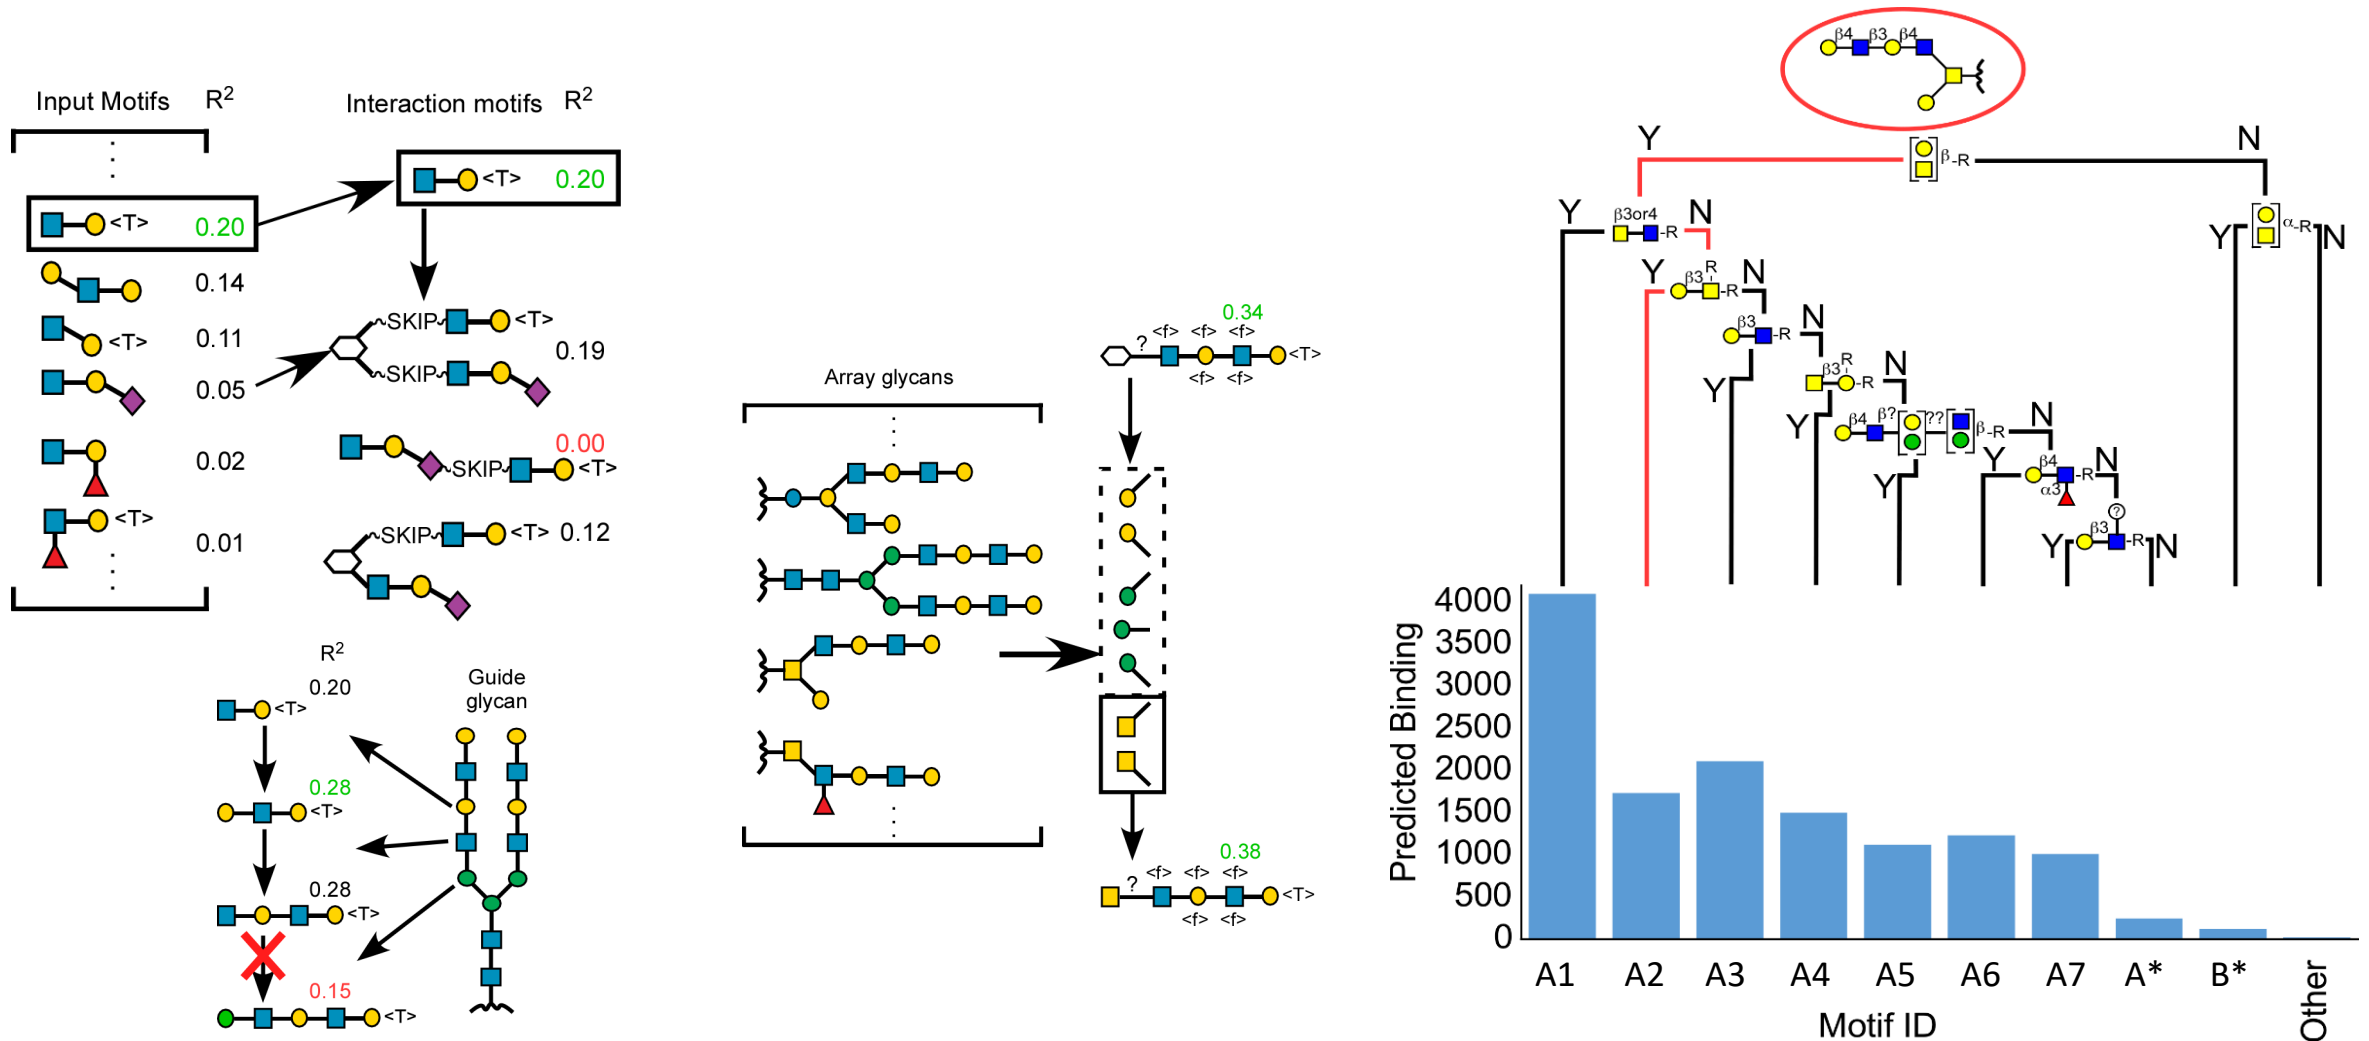 Input Motifs R2
<T> 0.20
0.14
<T> 0.11
0.05
0.02
<T> 0.01
Interaction motifs R2
<T> 0.20
SKIP <T>
0.19
SKIP
0.00
SKIP <T>
SKIP <T> 0.12
R2
0.20
<T>
0.28
<T>
0.28
<T>
0.15
<T>
Guide
glycan
Array glycans
0.34
<f> <f> <f>
? <T>
<f> <f>
0.38
<f> <f> <f>
? <T>
<f> <f>
β4 β3 β4
Y N
β-R
Y β3or4 N
-R
Y α-R N
Y β3 R -R N
β3 -R N
Y
β3 R -R N
Y
β4 β? ?? β-R N
Y
Y β4 -R N
α3
?
Y β3 -R N
Predicted Binding
4000
3500
3000
2500
2000
1500
1000
500
0
A1 A2 A3 A4 A5 A6 A7 A* B* Other
Motif ID